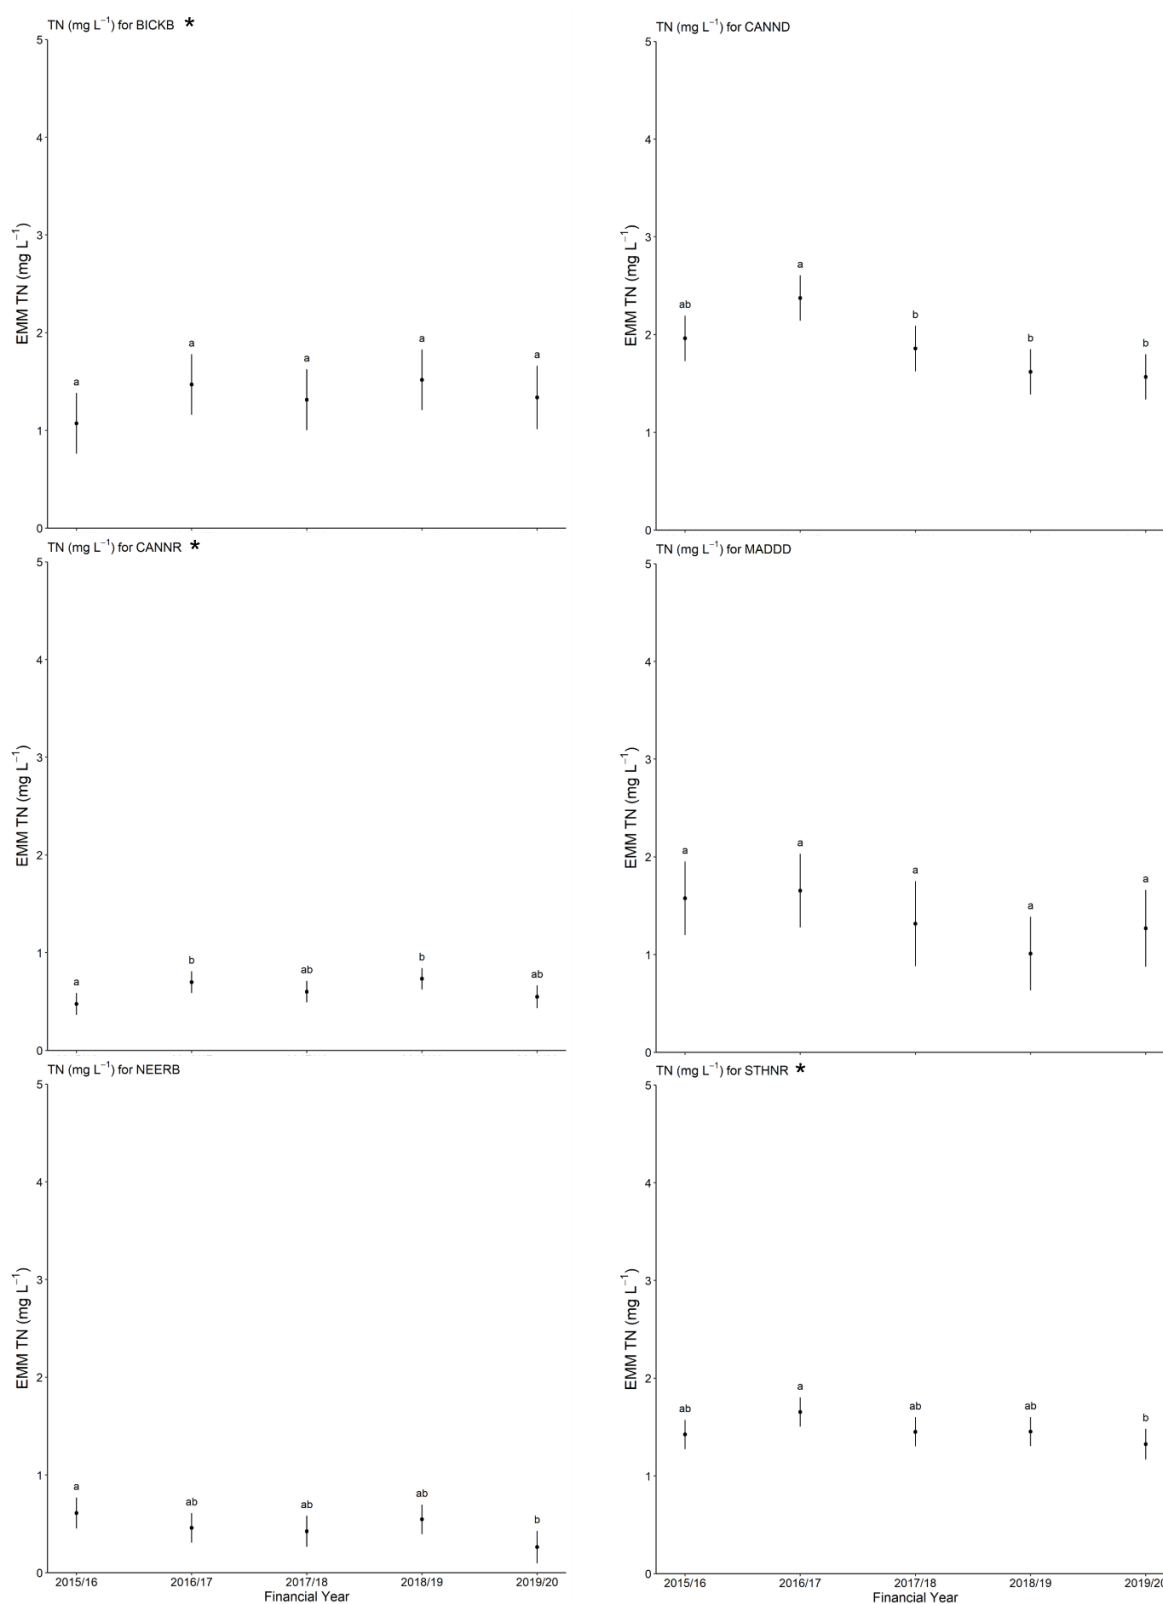 TN (mg L⁻¹) for BICKB *
5
4
3
2
1
0
EMM TN (mg L⁻¹)
a
a
a
a
a
TN (mg L⁻¹) for CANND
5
4
3
2
1
0
EMM TN (mg L⁻¹)
ab
a
b
b
b
TN (mg L⁻¹) for CANNR *
5
4
3
2
1
0
EMM TN (mg L⁻¹)
a
b
ab
b
ab
TN (mg L⁻¹) for MADDD
5
4
3
2
1
0
EMM TN (mg L⁻¹)
a
a
a
a
a
TN (mg L⁻¹) for NEERB
5
4
3
2
1
0
EMM TN (mg L⁻¹)
a
ab
ab
ab
b
2015/16 2016/17 2017/18 2018/19 2019/20
Financial Year
TN (mg L⁻¹) for STHNR *
5
4
3
2
1
0
EMM TN (mg L⁻¹)
ab
a
ab
ab
b
2015/16 2016/17 2017/18 2018/19 2019/20
Financial Year